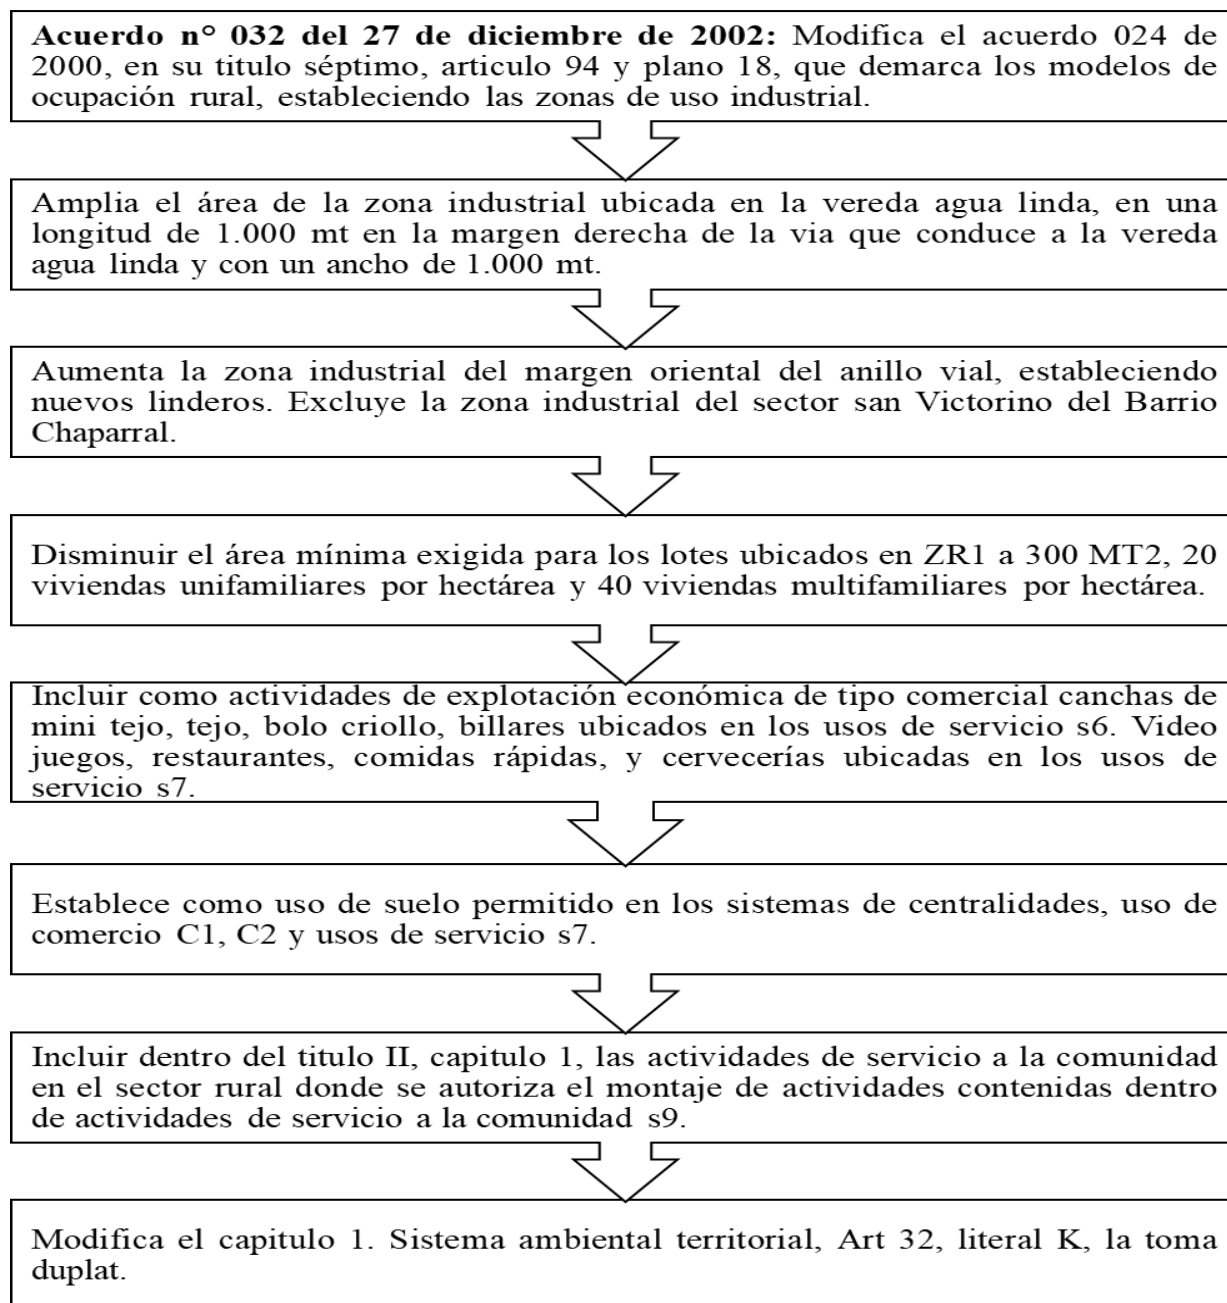 Acuerdo n° 032 del 27 de diciembre de 2002: Modifica el acuerdo 024 de
2000, en su titulo séptimo, articulo 94 y plano 18, que demarca los modelos de
ocupación rural, estableciendo las zonas de uso industrial.
Amplia el área de la zona industrial ubicada en la vereda agua linda, en una
longitud de 1.000 mt en la margen derecha de la via que conduce a la vereda
agua linda y con un ancho de 1.000 mt.
Aumenta la zona industrial del margen oriental del anillo vial, estableciendo
nuevos linderos. Excluye la zona industrial del sector san Victorino del Barrio
Chaparral.
Disminuir el área mínima exigida para los lotes ubicados en ZR1 a 300 MT2, 20
viviendas unifamiliares por hectárea y 40 viviendas multifamiliares por hectárea.
Incluir como actividades de explotación económica de tipo comercial canchas de
mini tejo, tejo, bolo criollo, billares ubicados en los usos de servicio s6. Video
juegos, restaurantes, comidas rápidas, y cervecerías ubicadas en los usos de
servicio s7.
Establece como uso de suelo permitido en los sistemas de centralidades, uso de
comercio C1, C2 y usos de servicio s7.
Incluir dentro del titulo II, capitulo 1, las actividades de servicio a la comunidad
en el sector rural donde se autoriza el montaje de actividades contenidas dentro
de actividades de servicio a la comunidad s9.
Modifica el capitulo 1. Sistema ambiental territorial, Art 32, literal K, la toma
duplat.